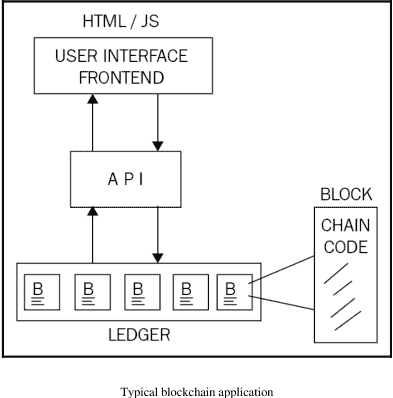 HTML / JS
USER INTERFACE
FRONTEND
A P I
BLOCK
CHAIN
CODE
B B B B B
LEDGER
Typical blockchain application